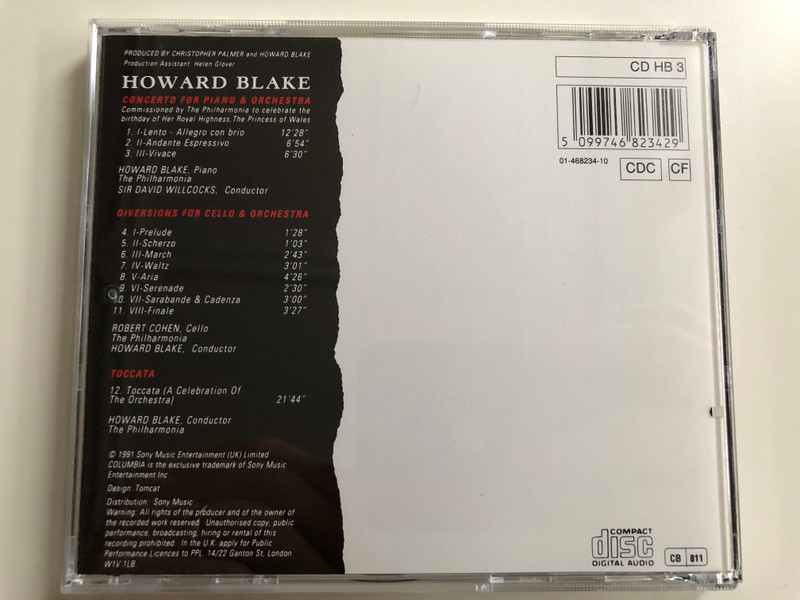 PRODUCED BY CHRISTOPHER PALMER and HOWARD BLAKE
Production Assistant: Helen Glover
HOWARD BLAKE
CONCERTO FOR PIANO & ORCHESTRA
Commissioned by The Philharmonia to celebrate the
birthday of Her Royal Highness, The Princess of Wales
1. I-Lento - Allegro con brio 12'28"
2. II-Andante Espressivo 6'54"
3. III-Vivace 6'30"
HOWARD BLAKE, Piano
The Philharmonia
SIR DAVID WILLCOCKS, Conductor
DIVERSIONS FOR CELLO & ORCHESTRA
4. I-Prelude 1'28"
5. II-Scherzo 1'03"
6. III-March 2'43"
7. IV-Waltz 3'01"
8. V-Aria 4'26"
9. VI-Serenade 2'30"
10. VII-Sarabande & Cadenza 3'00"
11. VIII-Finale 3'27"
ROBERT COHEN, Cello
The Philharmonia
HOWARD BLAKE, Conductor
TOCCATA
12. Toccata (A Celebration Of
The Orchestra) 21'44"
HOWARD BLAKE, Conductor
The Philharmonia
© 1991 Sony Music Entertainment (UK) Limited
COLUMBIA is the exclusive trademark of Sony Music
Entertainment Inc.
Design: Tomcat
Distribution: Sony Music
Warning: All rights of the producer and of the owner of
the recorded work reserved. Unauthorised copy, public
performance, broadcasting, hiring or rental of this
recording prohibited. In the U.K. apply for Public
Performance Licences to PPL. 14/22 Ganton St, London
W1V 1LB.
CD HB 3
5 099746 823429
01-468234-10
CDC CF
COMPACT
disc
DIGITAL AUDIO
CB 811